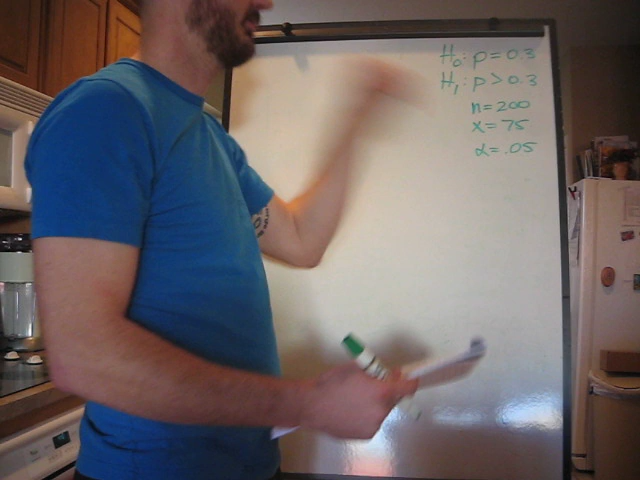 H₀: p = 0.3
H₁: p > 0.3
n = 200
x = 75
α = .05